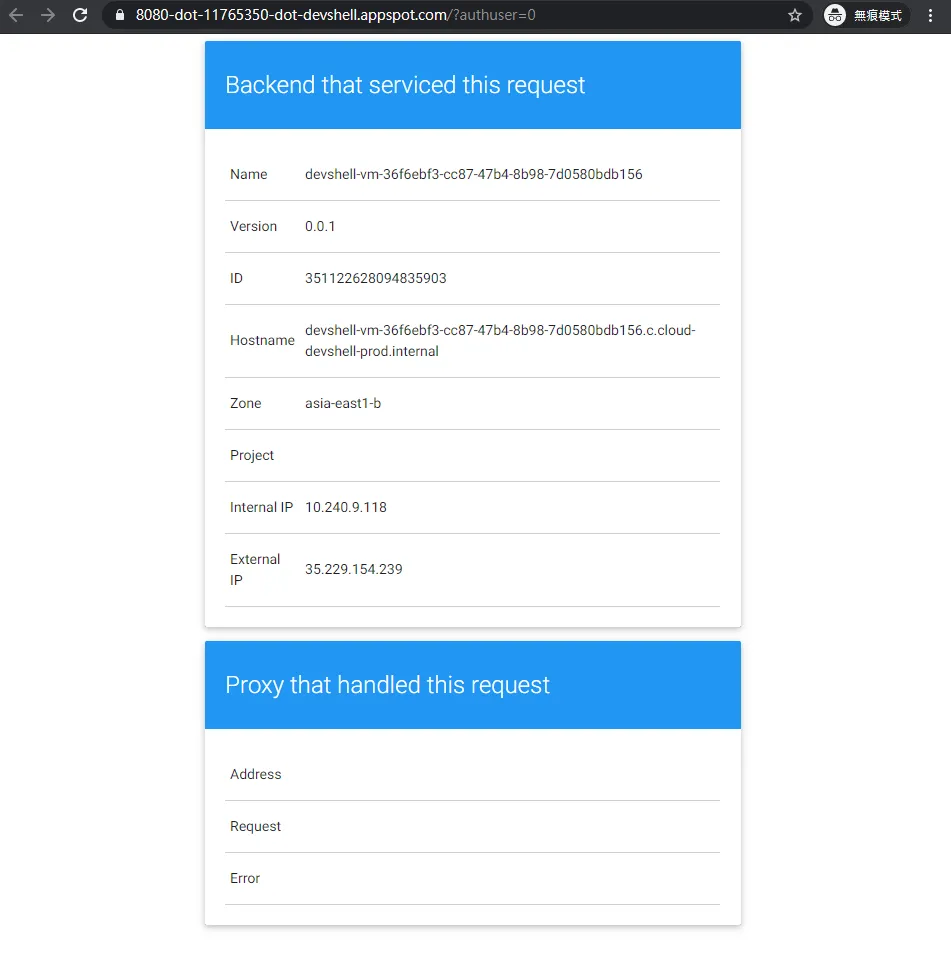 8080-dot-11765350-dot-devshell.appspot.com/?authuser=0
無痕模式
Backend that serviced this request
Name devshell-vm-36f6ebf3-cc87-47b4-8b98-7d0580bdb156
Version 0.0.1
ID 351122628094835903
Hostname devshell-vm-36f6ebf3-cc87-47b4-8b98-7d0580bdb156.c.cloud-
devshell-prod.internal
Zone asia-east1-b
Project
Internal IP 10.240.9.118
External
IP 35.229.154.239
Proxy that handled this request
Address
Request
Error